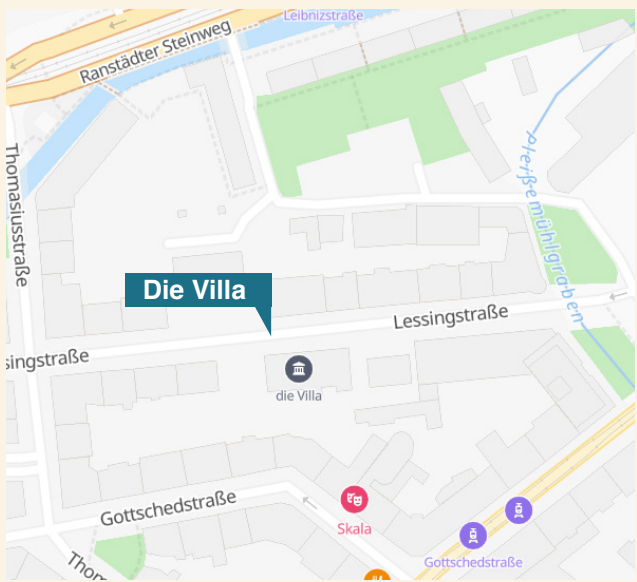 Leibnizstraße
Ranstädter Steinweg
Thomasiusstraße
Pleißemühlgraben
Die Villa
Lessingstraße
singstraße
die Villa
Gottschedstraße
Skala
Gottschedstraße
Thom